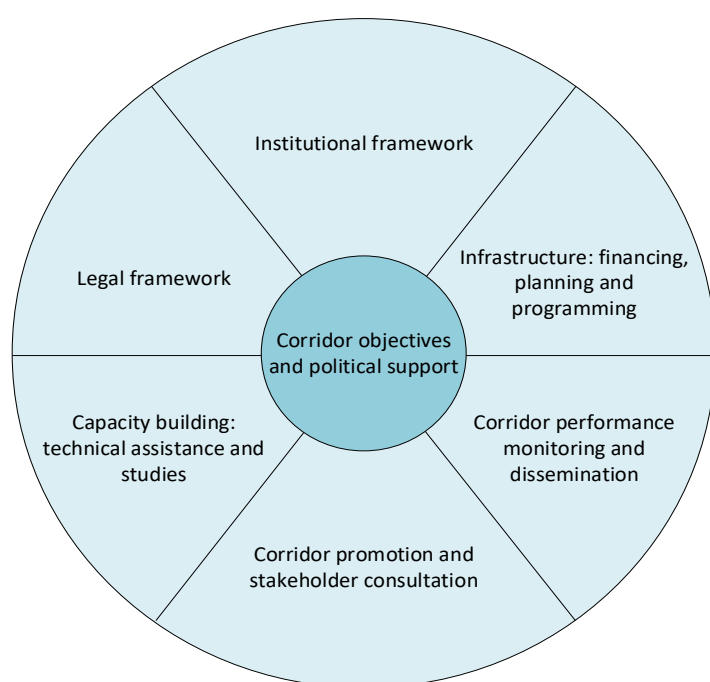 Institutional framework
Legal framework
Infrastructure: financing,
planning and
programming
Corridor objectives
and political support
Capacity building:
technical assistance and
studies
Corridor performance
monitoring and
dissemination
Corridor promotion and
stakeholder consultation